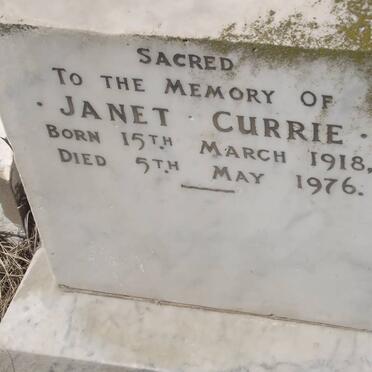 SACRED
TO THE MEMORY OF
· JANET CURRIE ·
BORN 15TH MARCH 1918,
DIED 5TH MAY 1976.